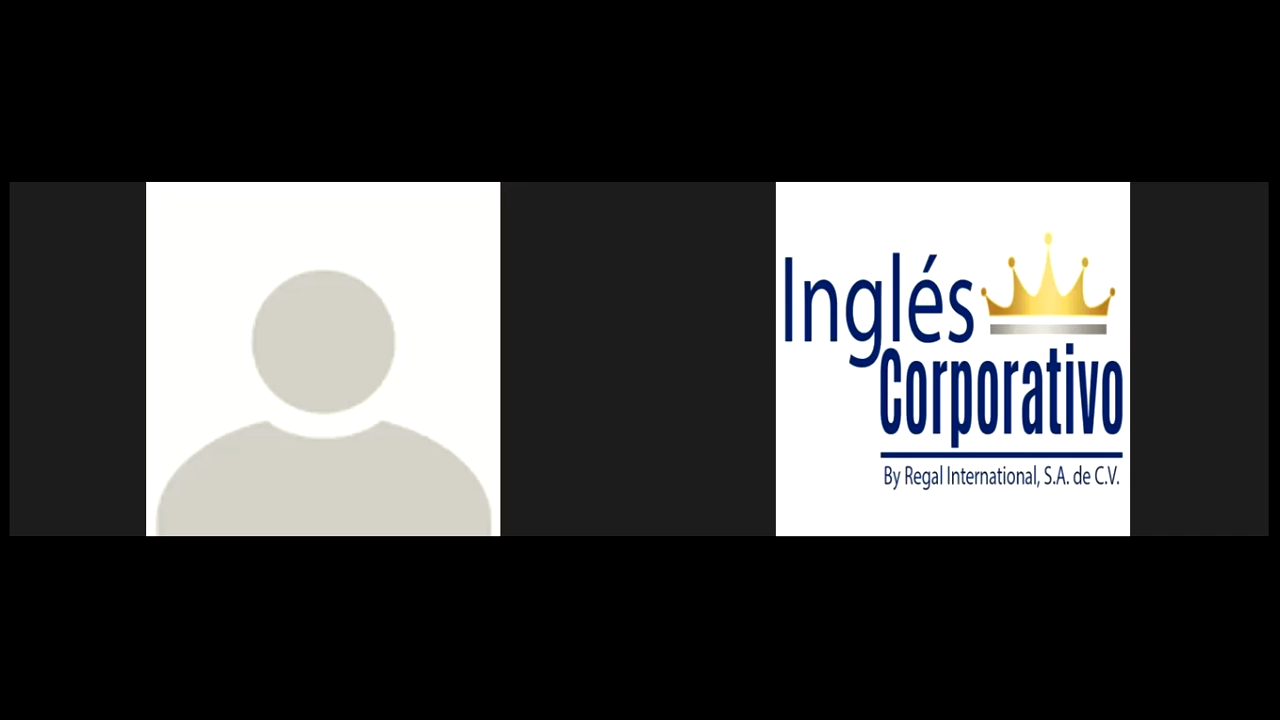 Inglés
Corporativo
By Regal International, S.A. de C.V.